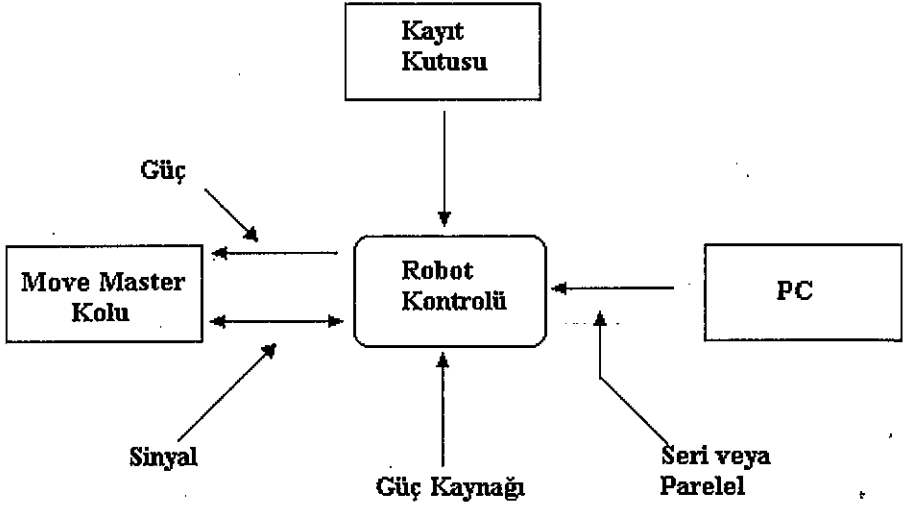 Kayıt
Kutusu
Güç
Move Master
Kolu
Robot
Kontrolü
PC
Sinyal
Güç Kaynağı
Seri veya
Parelel